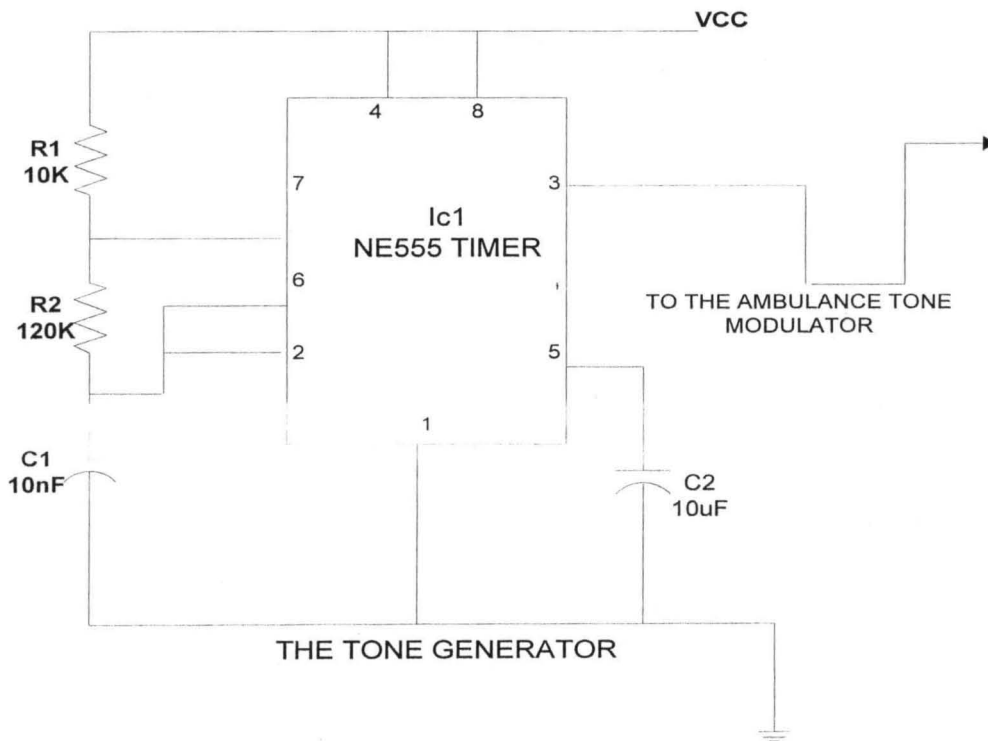 VCC
4
8
R1
10K
7
3
Ic1
NE555 TIMER
6
R2
120K
TO THE AMBULANCE TONE
MODULATOR
2
5
1
C1
10nF
C2
10uF
THE TONE GENERATOR